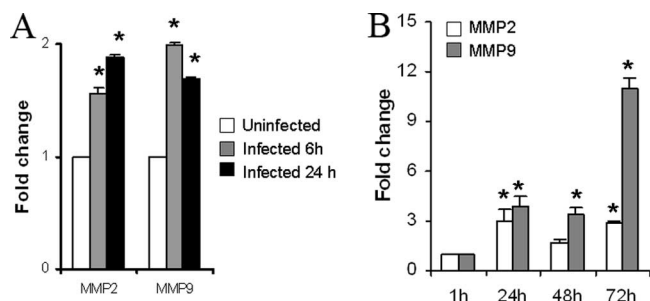 A
Fold change
2
1
0
*
*
*
*
MMP2
MMP9
Uninfected
Infected 6h
Infected 24 h
B
MMP2
MMP9
Fold change
15
12
9
6
3
0
*
*
*
*
*
1h
24h
48h
72h